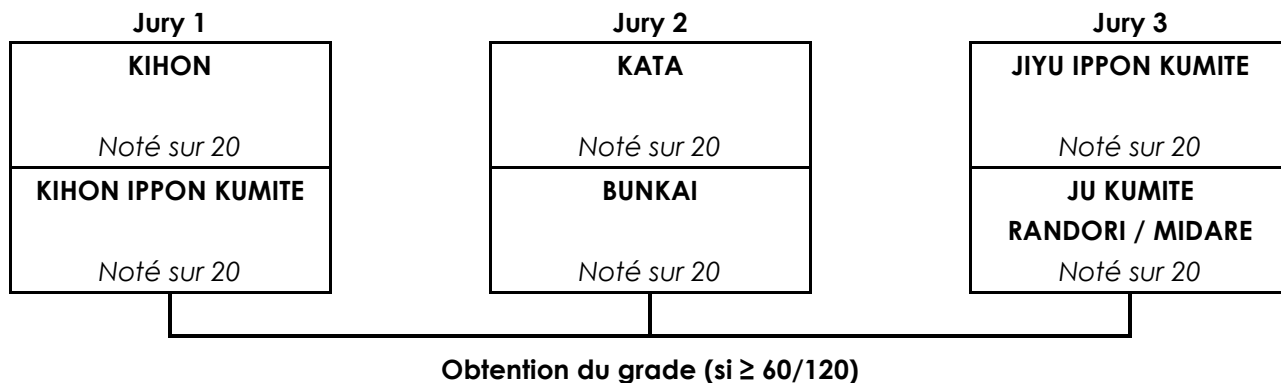 Jury 1
KIHON
Noté sur 20
KIHON IPPON KUMITE
Noté sur 20
Jury 2
KATA
Noté sur 20
BUNKAI
Noté sur 20
Jury 3
JIYU IPPON KUMITE
Noté sur 20
JU KUMITE
RANDORI / MIDARE
Noté sur 20
Obtention du grade (si ≥ 60/120)